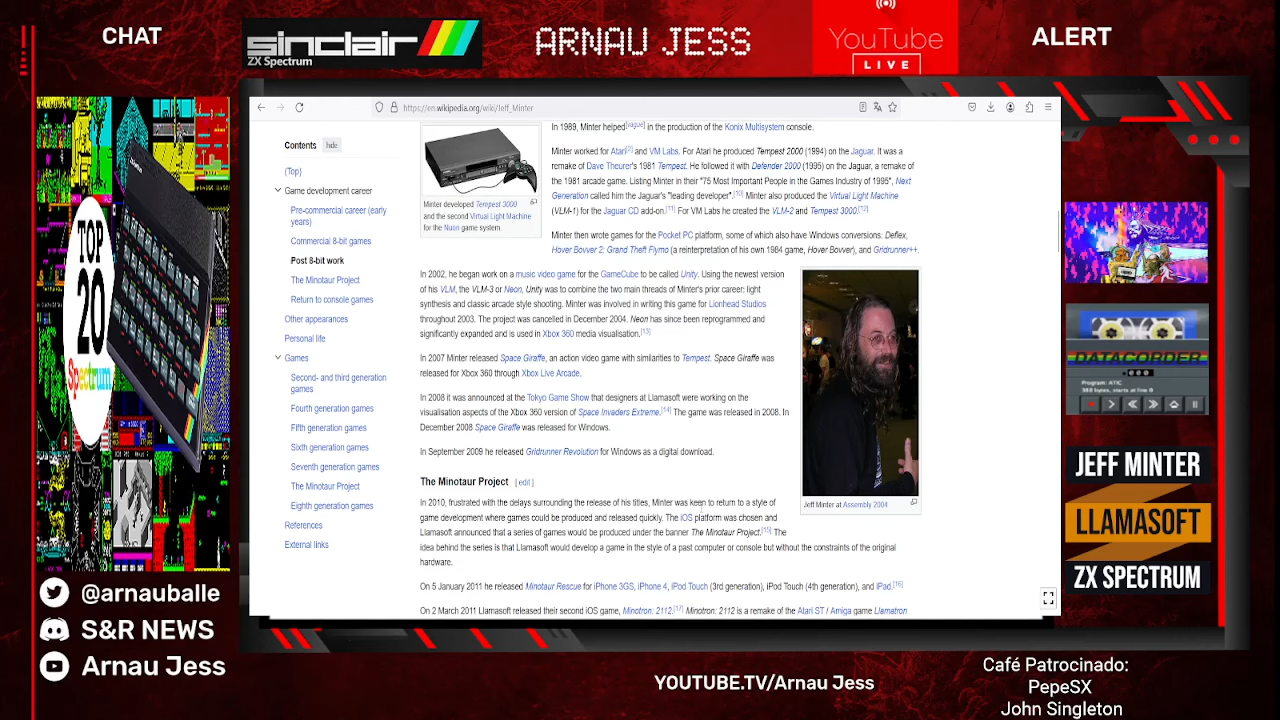 CHAT
sinclair
ZX Spectrum
ARNAU JESS
YouTube
LIVE
ALERT
https://en.wikipedia.org/wiki/Jeff_Minter
Contents hide
(Top)
Game development career
Pre-commercial career (early
years)
Commercial 8-bit games
Post 8-bit work
The Minotaur Project
Return to console games
Other appearances
Personal life
Games
Second- and third generation
games
Fourth generation games
Fifth generation games
Sixth generation games
Seventh generation games
The Minotaur Project
Eighth generation games
References
External links
Minter developed Tempest 3000
and the second Virtual Light Machine
for the Nuon game system.
In 1989, Minter helped[vague] in the production of the Konix Multisystem console.
Minter worked for Atari[2] and VM Labs. For Atari he produced Tempest 2000 (1994) on the Jaguar. It was a
remake of Dave Theurer's 1981 Tempest. He followed it with Defender 2000 (1995) on the Jaguar, a remake of
the 1981 arcade game. Listing Minter in their "75 Most Important People in the Games Industry of 1995", Next
Generation called him the Jaguar's "leading developer".[10] Minter also produced the Virtual Light Machine
(VLM-1) for the Jaguar CD add-on.[11] For VM Labs he created the VLM-2 and Tempest 3000.[12]
Minter then wrote games for the Pocket PC platform, some of which also have Windows conversions: Deflex,
Hover Bovver 2: Grand Theft Flymo (a reinterpretation of his own 1984 game, Hover Bovver), and Gridrunner++.
In 2002, he began work on a music video game for the GameCube to be called Unity. Using the newest version
of his VLM, the VLM-3 or Neon, Unity was to combine the two main threads of Minter's prior career: light
synthesis and classic arcade style shooting. Minter was involved in writing this game for Lionhead Studios
throughout 2003. The project was cancelled in December 2004. Neon has since been reprogrammed and
significantly expanded and is used in Xbox 360 media visualisation.[13]
In 2007 Minter released Space Giraffe, an action video game with similarities to Tempest. Space Giraffe was
released for Xbox 360 through Xbox Live Arcade.
In 2008 it was announced at the Tokyo Game Show that designers at Llamasoft were working on the
visualisation aspects of the Xbox 360 version of Space Invaders Extreme.[14] The game was released in 2008. In
December 2008 Space Giraffe was released for Windows.
In September 2009 he released Gridrunner Revolution for Windows as a digital download.
Jeff Minter at Assembly 2004
The Minotaur Project [edit]
In 2010, frustrated with the delays surrounding the release of his titles, Minter was keen to return to a style of
game development where games could be produced and released quickly. The iOS platform was chosen and
Llamasoft announced that a series of games would be produced under the banner The Minotaur Project.[15] The
idea behind the series is that Llamasoft would develop a game in the style of a past computer or console but without the constraints of the original
hardware.
On 5 January 2011 he released Minotaur Rescue for iPhone 3GS, iPhone 4, iPod Touch (3rd generation), iPod Touch (4th generation), and iPad.[16]
On 2 March 2011 Llamasoft released their second iOS game, Minotron: 2112.[17] Minotron: 2112 is a remake of the Atari ST / Amiga game Llamatron
TOP
20
Spectrum
DATACORDER
JEFF MINTER
LLAMASOFT
ZX SPECTRUM
@arnauballe
S&R NEWS
Arnau Jess
YOUTUBE.TV/Arnau Jess
Café Patrocinado:
PepeSX
John Singleton